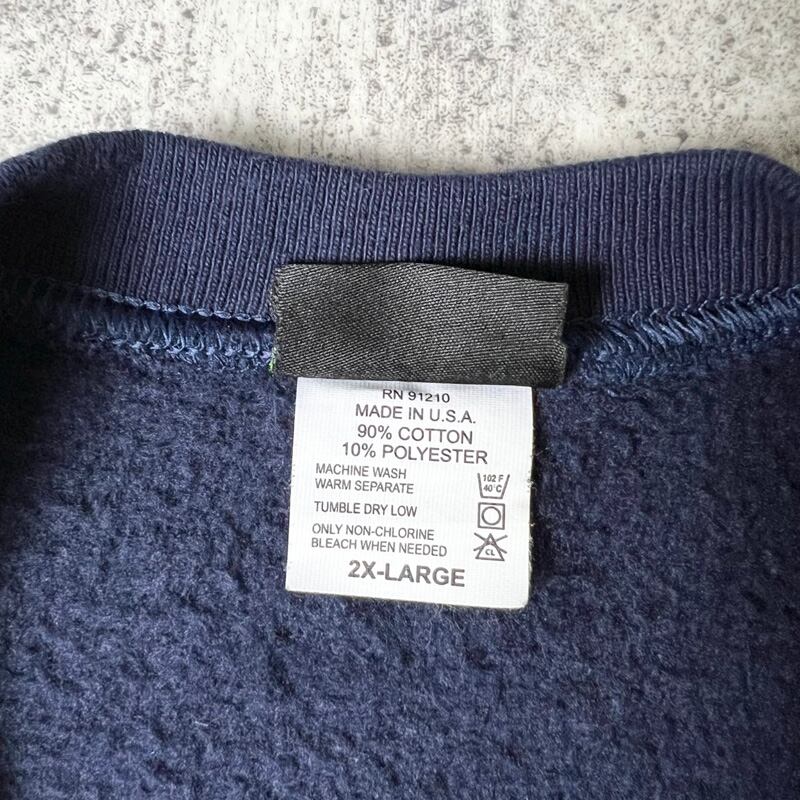 RN 91210
MADE IN U.S.A.
90% COTTON
10% POLYESTER
MACHINE WASH
WARM SEPARATE
102 F
40°C
TUMBLE DRY LOW
ONLY NON-CHLORINE
BLEACH WHEN NEEDED
CL
2X-LARGE